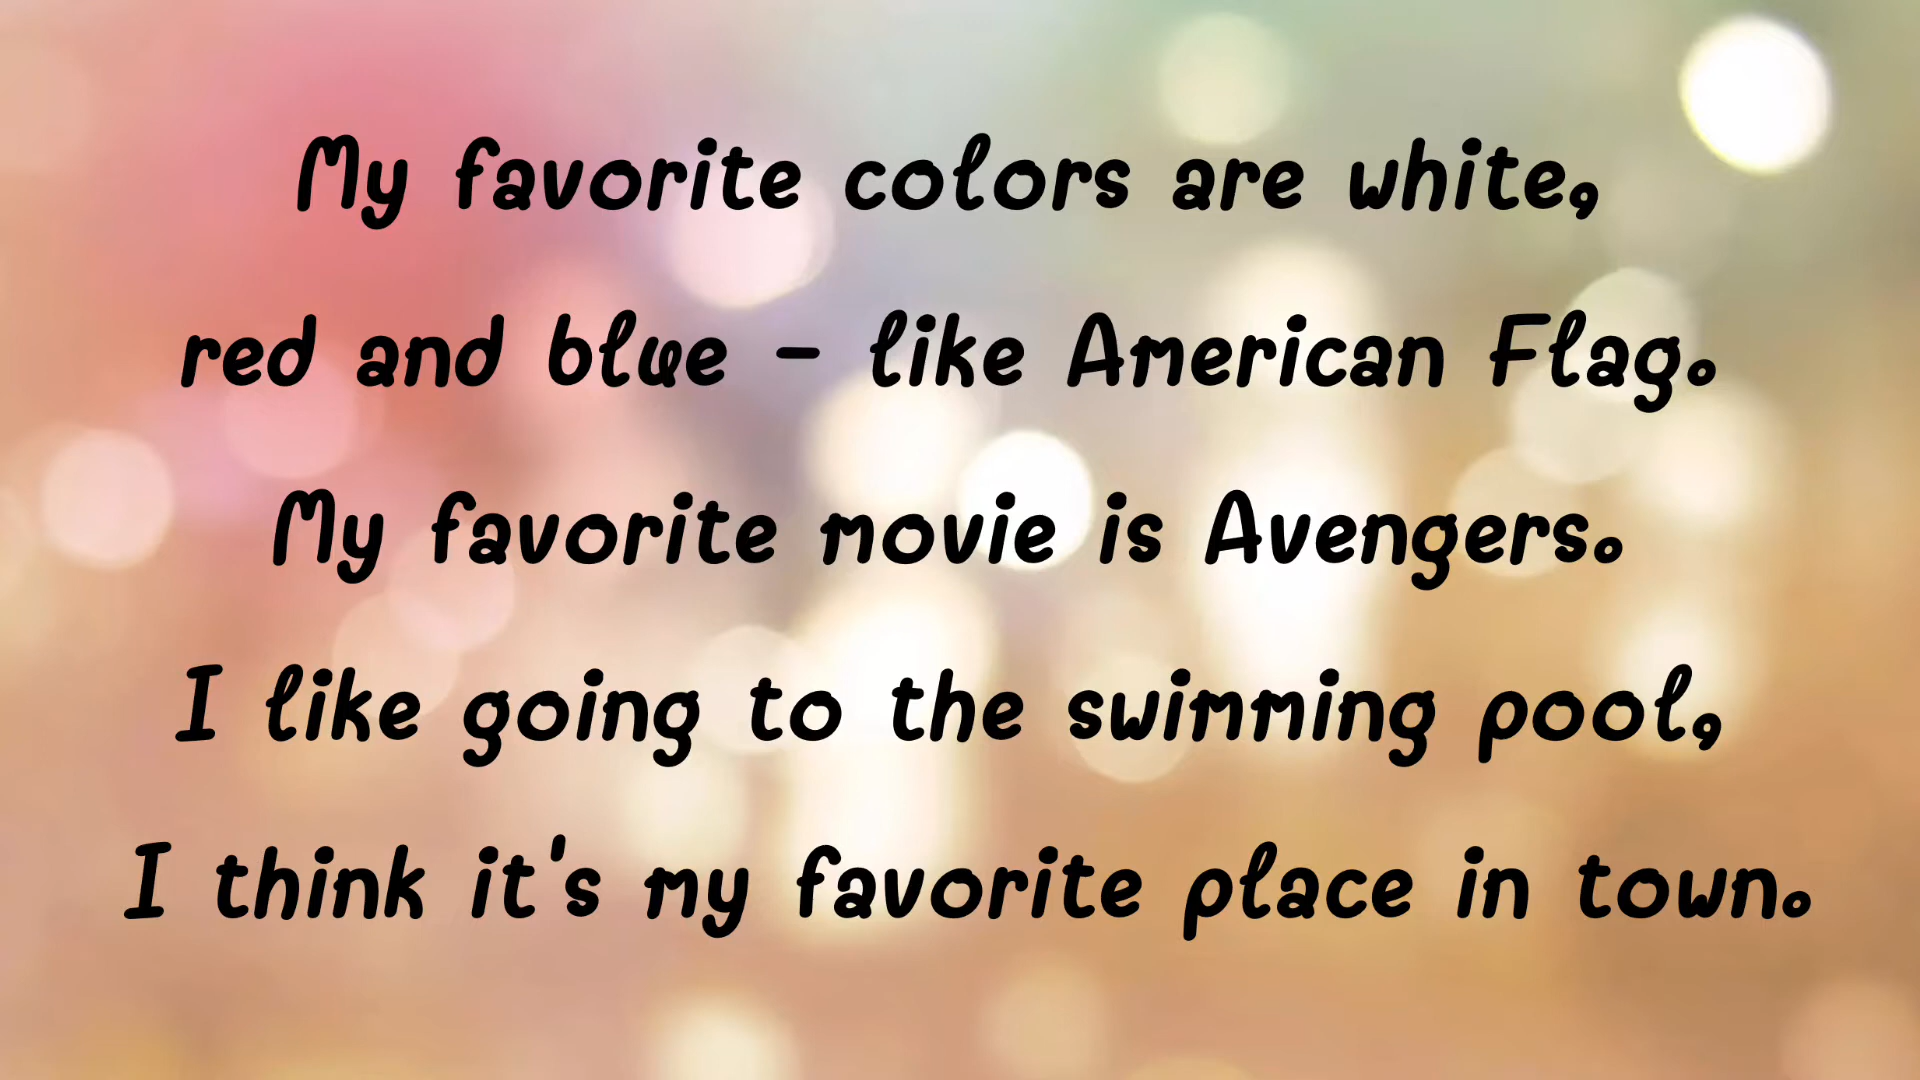 My favorite colors are white,
red and blue - like American Flag.
My favorite movie is Avengers.
I like going to the swimming pool,
I think it's my favorite place in town.